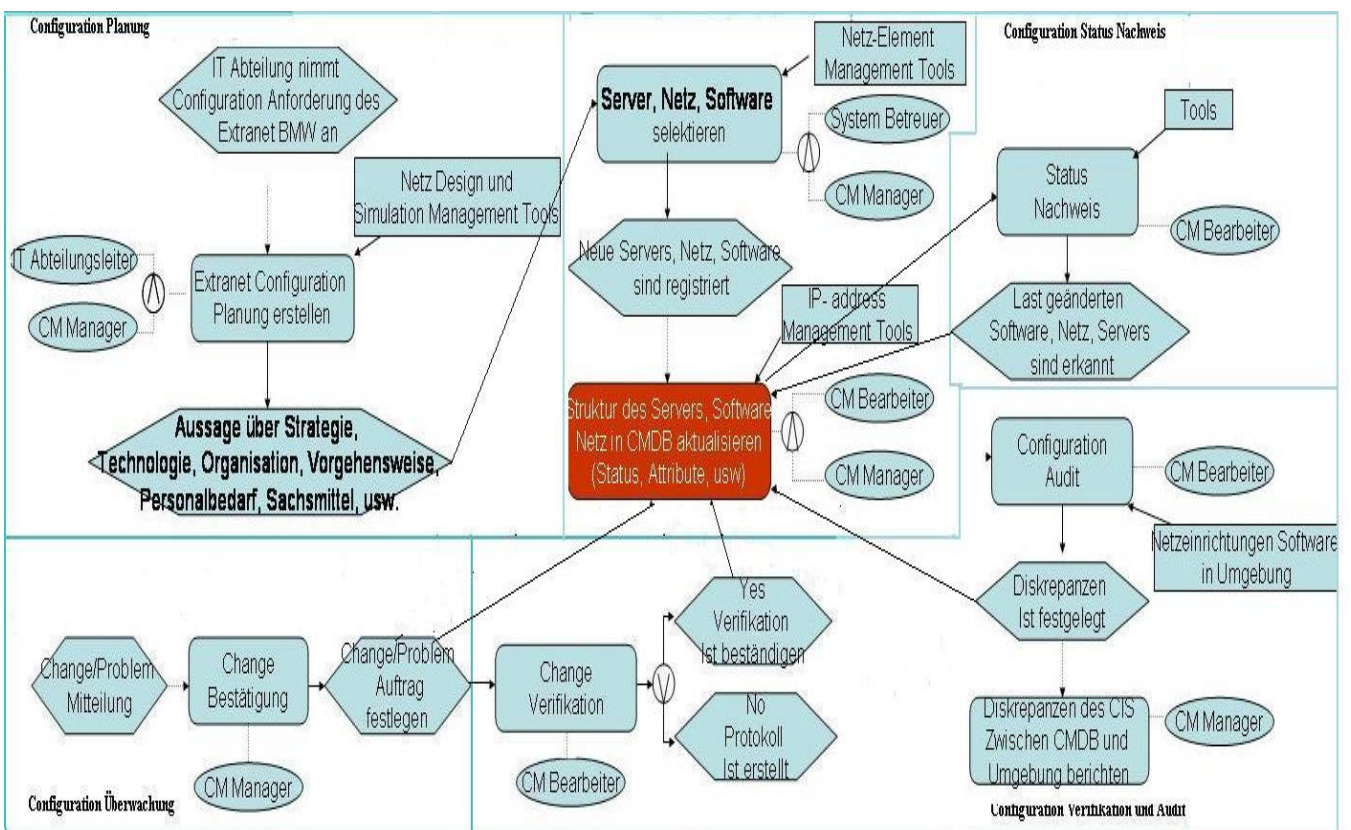 Configuration Planung
IT Abteilung nimmt
Configuration Anforderung des
Extranet BMW an
Netz Design und
Simulation Management Tools
IT Abteilungsleiter
CM Manager
Extranet Configuration
Planung erstellen
Aussage über Strategie,
Technologie, Organisation, Vorgehensweise,
Personalbedarf, Sachsmittel, usw.
Netz-Element
Management Tools
Server, Netz, Software
selektieren
System Betreuer
CM Manager
Neue Servers, Netz, Software
sind registriert
IP- address
Management Tools
Struktur des Servers, Software
Netz in CMDB aktualisieren
(Status, Attribute, usw)
CM Bearbeiter
CM Manager
Configuration Status Nachweis
Tools
Status
Nachweis
CM Bearbeiter
Last geänderten
Software, Netz, Servers
sind erkannt
Configuration
Audit
CM Bearbeiter
Netzeinrichtungen Software
in Umgebung
Diskrepanzen
Ist festgelegt
Diskrepanzen des CIS
Zwischen CMDB und
Umgebung berichten
CM Manager
Configuration Verifikation und Audit
Change/Problem
Mitteilung
Change
Bestätigung
CM Manager
Change/Problem
Auftrag
festlegen
Configuration Überwachung
Change
Verifikation
CM Bearbeiter
V
Yes
Verifikation
Ist beständigen
No
Protokoll
Ist erstellt